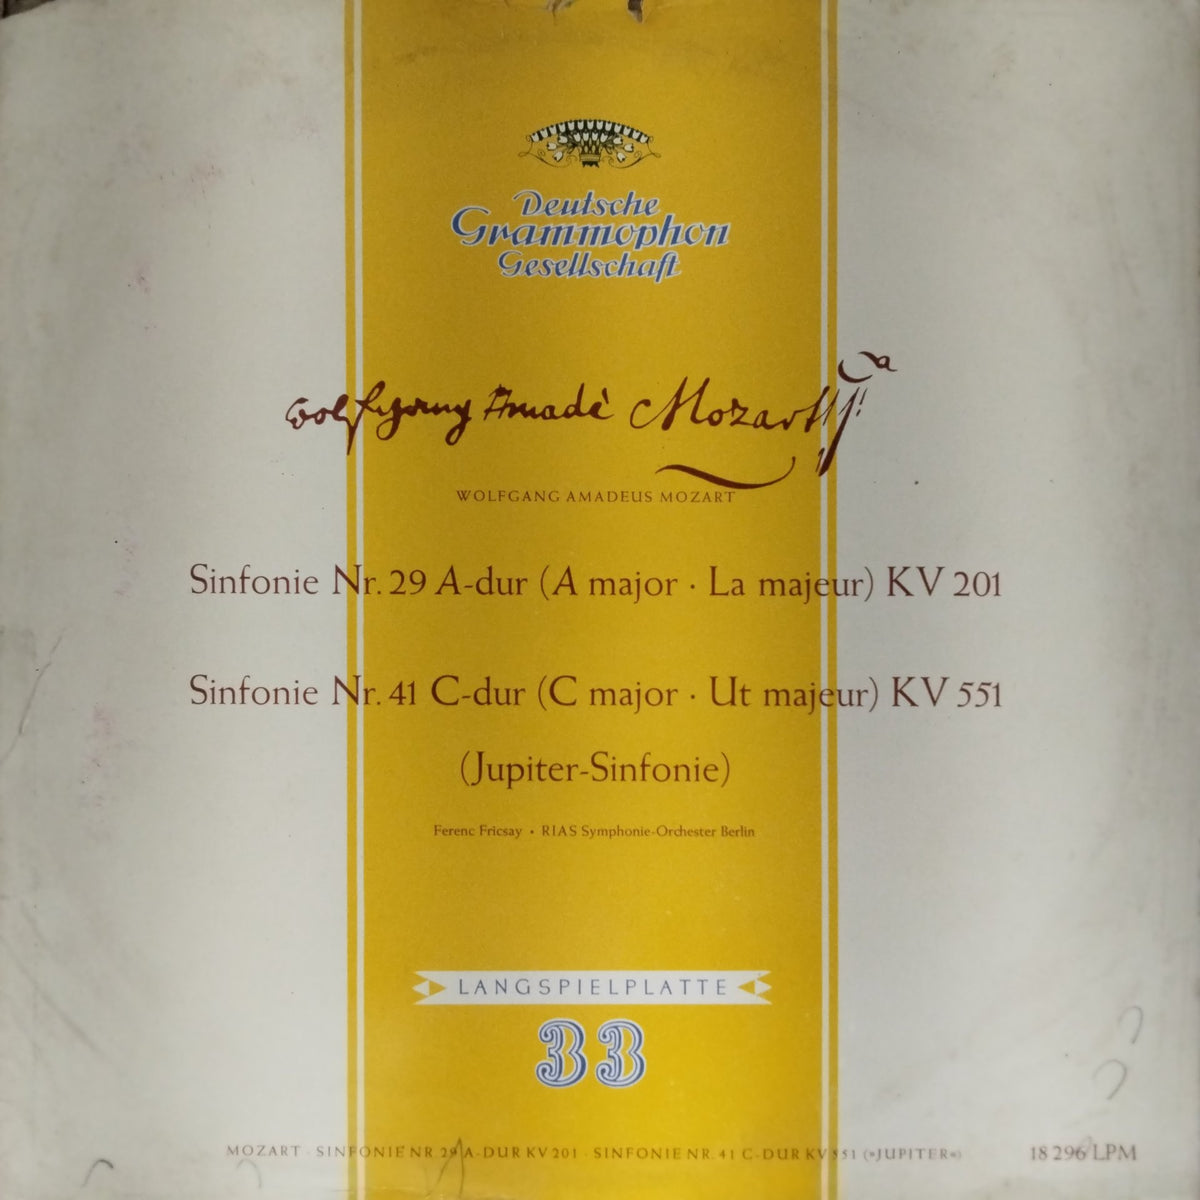 Deutsche
Grammophon
Gesellschaft
Wolfgang Amadè Mozart
WOLFGANG AMADEUS MOZART
Sinfonie Nr. 29 A-dur (A major · La majeur) KV 201
Sinfonie Nr. 41 C-dur (C major · Ut majeur) KV 551
(Jupiter-Sinfonie)
Ferenc Fricsay • RIAS Symphonie-Orchester Berlin
LANGSPIELPLATTE
33
MOZART · SINFONIE NR. 29 A-DUR KV 201 · SINFONIE NR. 41 C-DUR KV 551 (»JUPITER«) 18 296 LPM